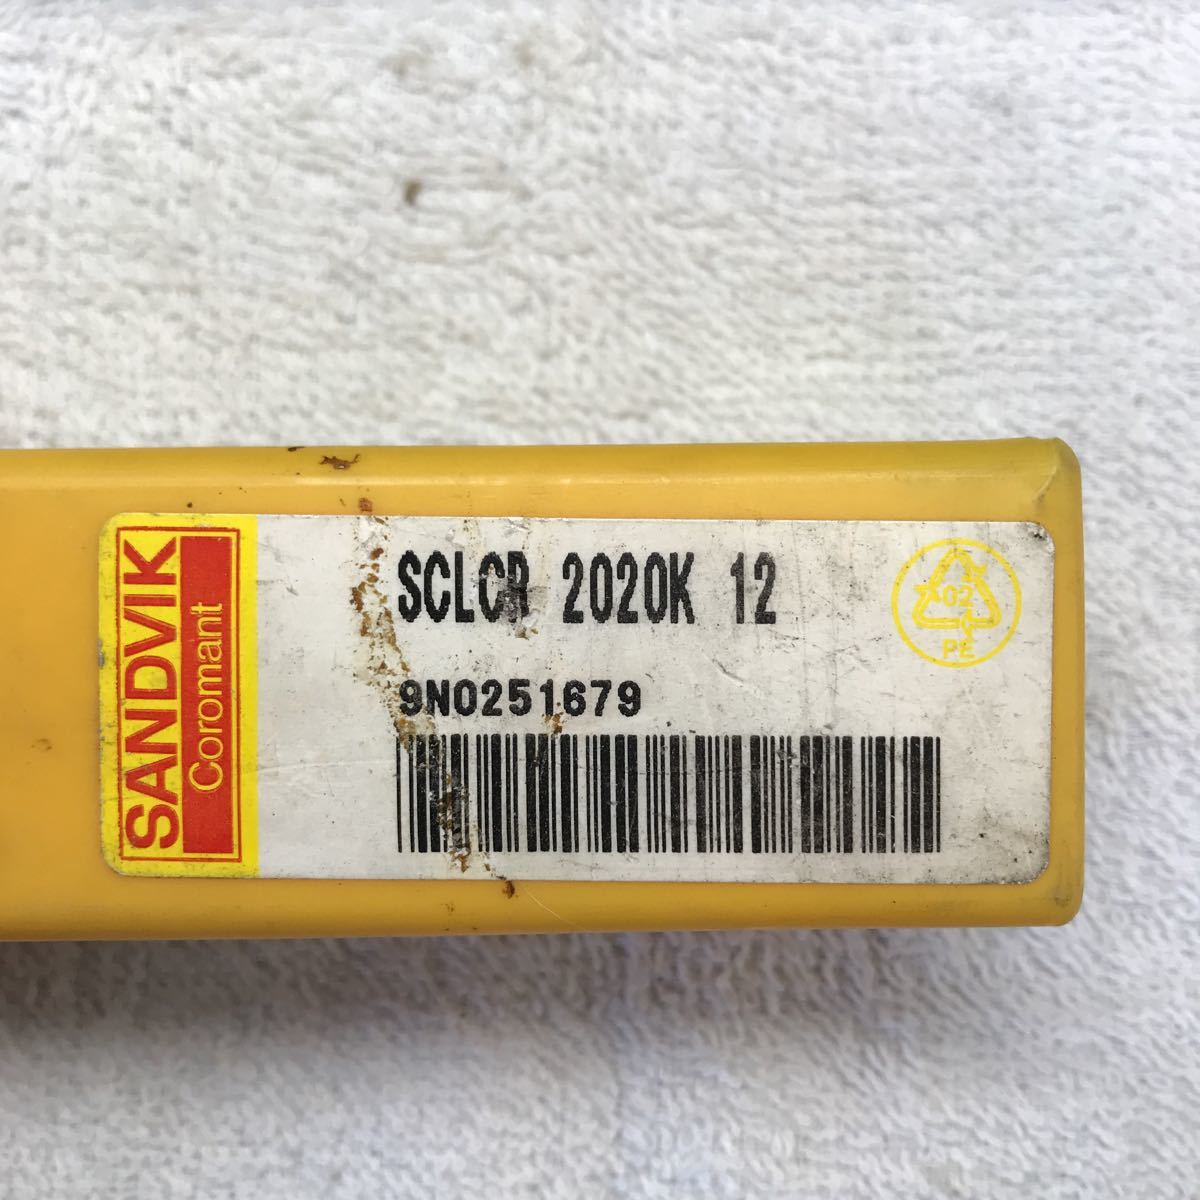 SANDVIK
Coromant
SCLCR 2020K 12
9N0251679
02
PE